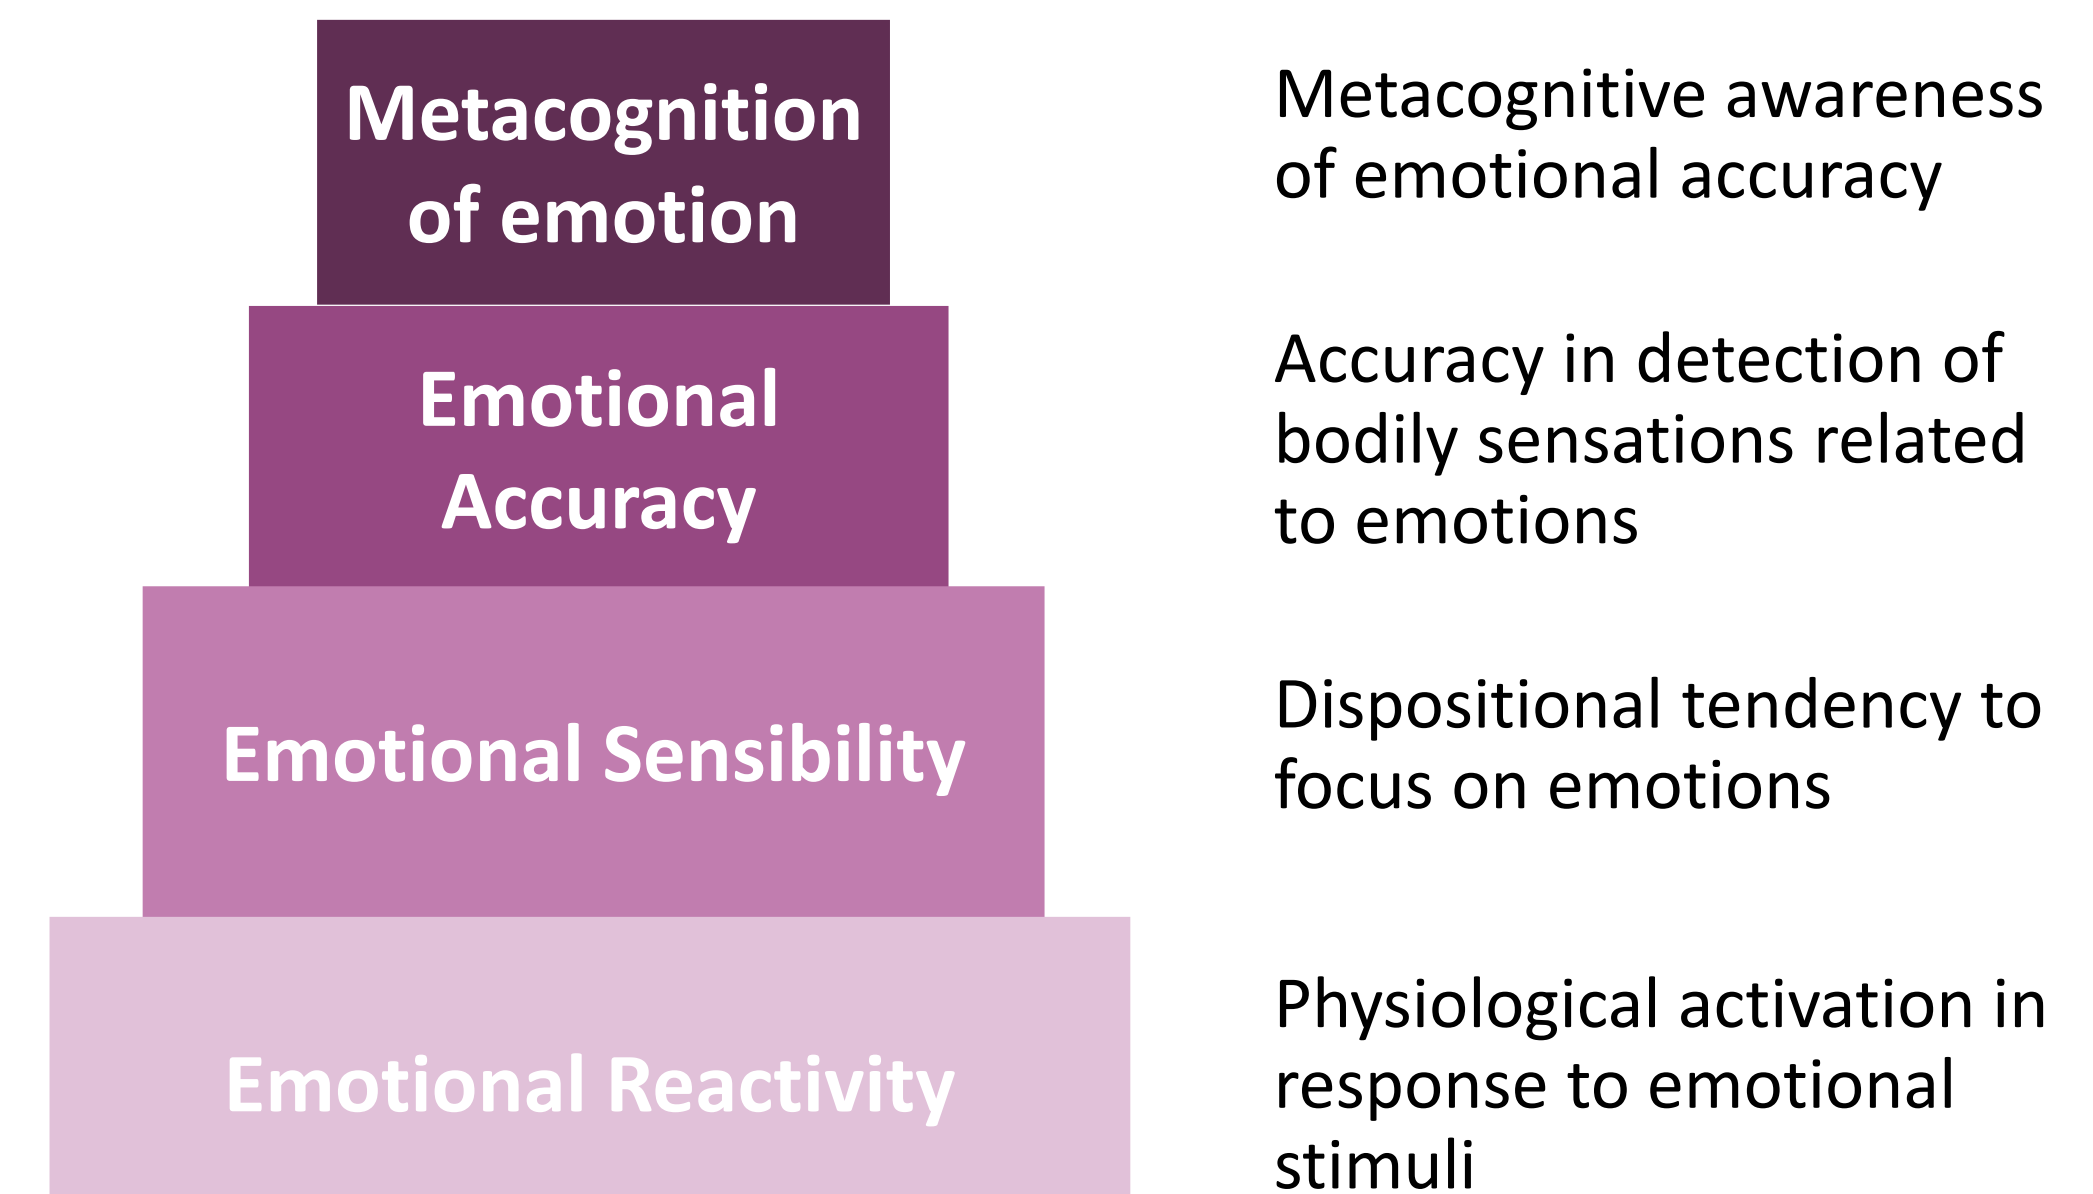 Metacognition
of emotion
Metacognitive awareness
of emotional accuracy
Emotional
Accuracy
Accuracy in detection of
bodily sensations related
to emotions
Emotional Sensibility
Dispositional tendency to
focus on emotions
Emotional Reactivity
Physiological activation in
response to emotional
stimuli